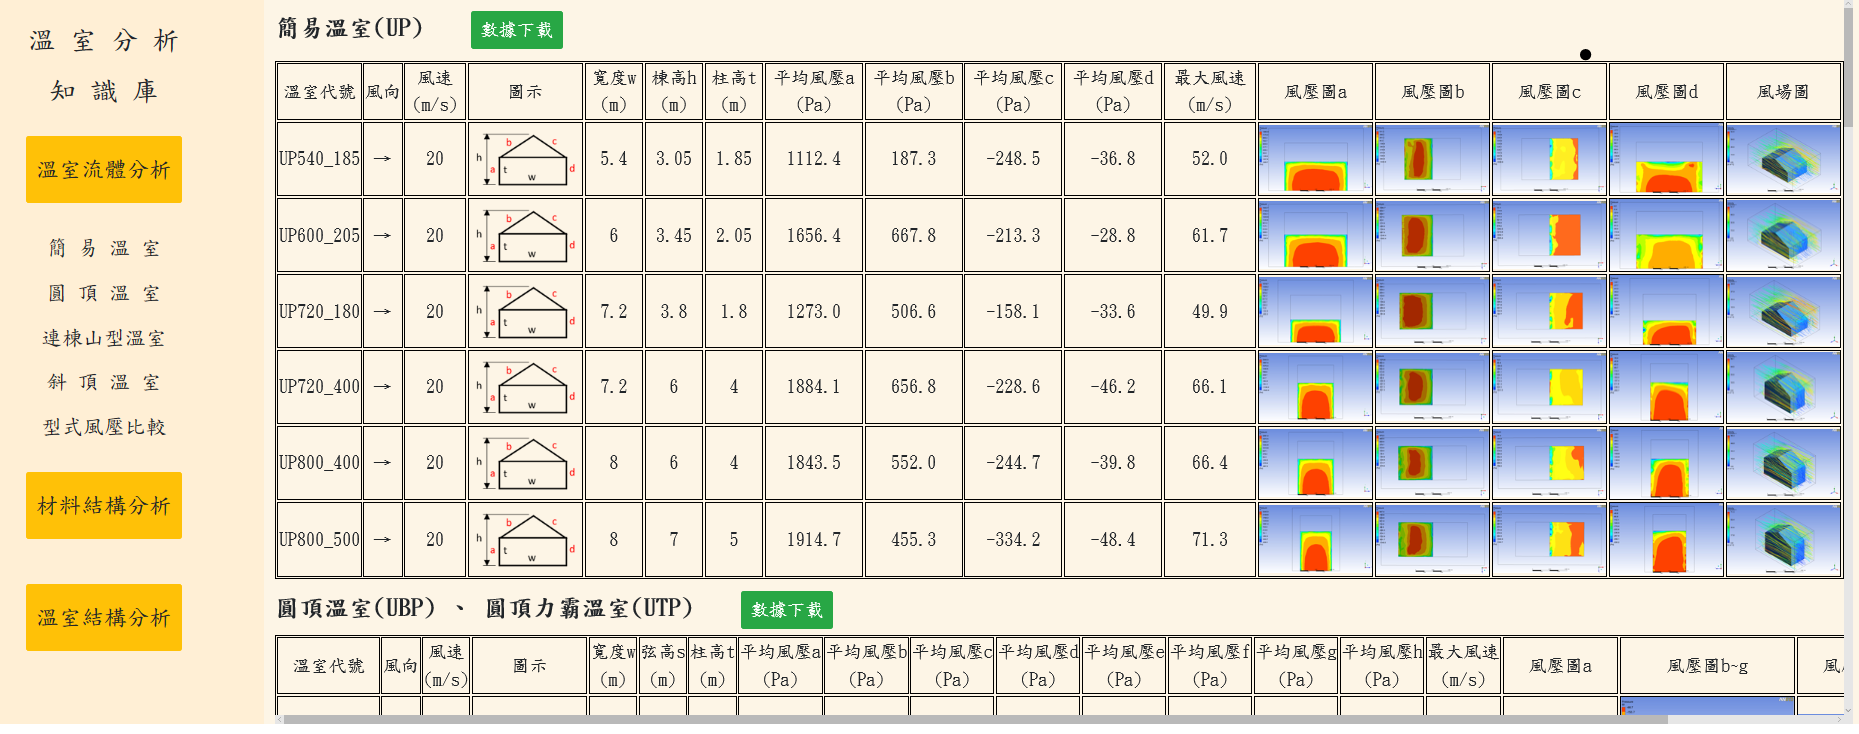 溫 室 分 析
知 識 庫
溫室流體分析
簡 易 溫 室
圓 頂 溫 室
連棟山型溫室
斜 頂 溫 室
型式風壓比較
材料結構分析
溫室結構分析
簡易溫室(UP) 數據下載
溫室代號 風向 風速(m/s) 圖示 寬度w(m) 棟高h(m) 柱高t(m) 平均風壓a(Pa) 平均風壓b(Pa) 平均風壓c(Pa) 平均風壓d(Pa) 最大風速(m/s) 風壓圖a 風壓圖b 風壓圖c 風壓圖d 風場圖
UP540_185 → 20 h a b c d t w 5.4 3.05 1.85 1112.4 187.3 -248.5 -36.8 52.0
UP600_205 → 20 h a b c d t w 6 3.45 2.05 1656.4 667.8 -213.3 -28.8 61.7
UP720_180 → 20 h a b c d t w 7.2 3.8 1.8 1273.0 506.6 -158.1 -33.6 49.9
UP720_400 → 20 h a b c d t w 7.2 6 4 1884.1 656.8 -228.6 -46.2 66.1
UP800_400 → 20 h a b c d t w 8 6 4 1843.5 552.0 -244.7 -39.8 66.4
UP800_500 → 20 h a b c d t w 8 7 5 1914.7 455.3 -334.2 -48.4 71.3
圓頂溫室(UBP) 、 圓頂力霸溫室(UTP) 數據下載
溫室代號 風向 風速(m/s) 圖示 寬度w(m) 弦高s(m) 柱高t(m) 平均風壓a(Pa) 平均風壓b(Pa) 平均風壓c(Pa) 平均風壓d(Pa) 平均風壓e(Pa) 平均風壓f(Pa) 平均風壓g(Pa) 平均風壓h(Pa) 最大風速(m/s) 風壓圖a 風壓圖b~g 風